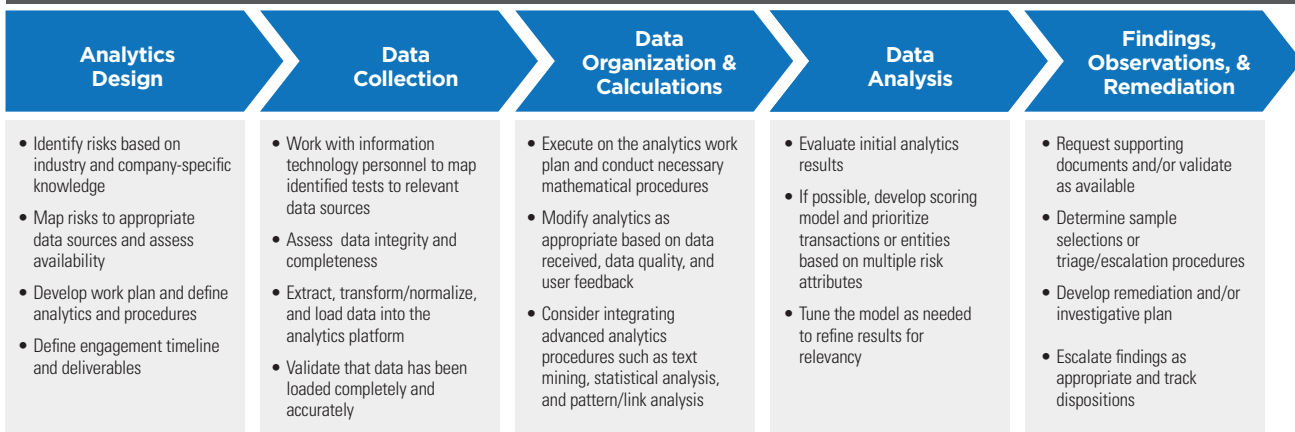 Analytics
Design
• Identify risks based on
industry and company-specific
knowledge
• Map risks to appropriate
data sources and assess
availability
• Develop work plan and define
analytics and procedures
• Define engagement timeline
and deliverables
Data
Collection
• Work with information
technology personnel to map
identified tests to relevant
data sources
• Assess data integrity and
completeness
• Extract, transform/normalize,
and load data into the
analytics platform
• Validate that data has been
loaded completely and
accurately
Data
Organization &
Calculations
• Execute on the analytics work
plan and conduct necessary
mathematical procedures
• Modify analytics as
appropriate based on data
received, data quality, and
user feedback
• Consider integrating
advanced analytics
procedures such as text
mining, statistical analysis,
and pattern/link analysis
Data
Analysis
• Evaluate initial analytics
results
• If possible, develop scoring
model and prioritize
transactions or entities
based on multiple risk
attributes
• Tune the model as needed
to refine results for
relevancy
Findings,
Observations, &
Remediation
• Request supporting
documents and/or validate
as available
• Determine sample
selections or
triage/escalation procedures
• Develop remediation and/or
investigative plan
• Escalate findings as
appropriate and track
dispositions